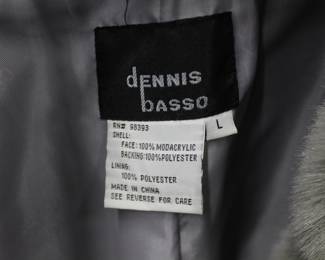 dENNIS
basso
L
RN# 98393
SHELL:
FACE:100% MODACRYLIC
BACKING:100%POLYESTER
LINING:
100% POLYESTER
MADE IN CHINA
SEE REVERSE FOR CARE